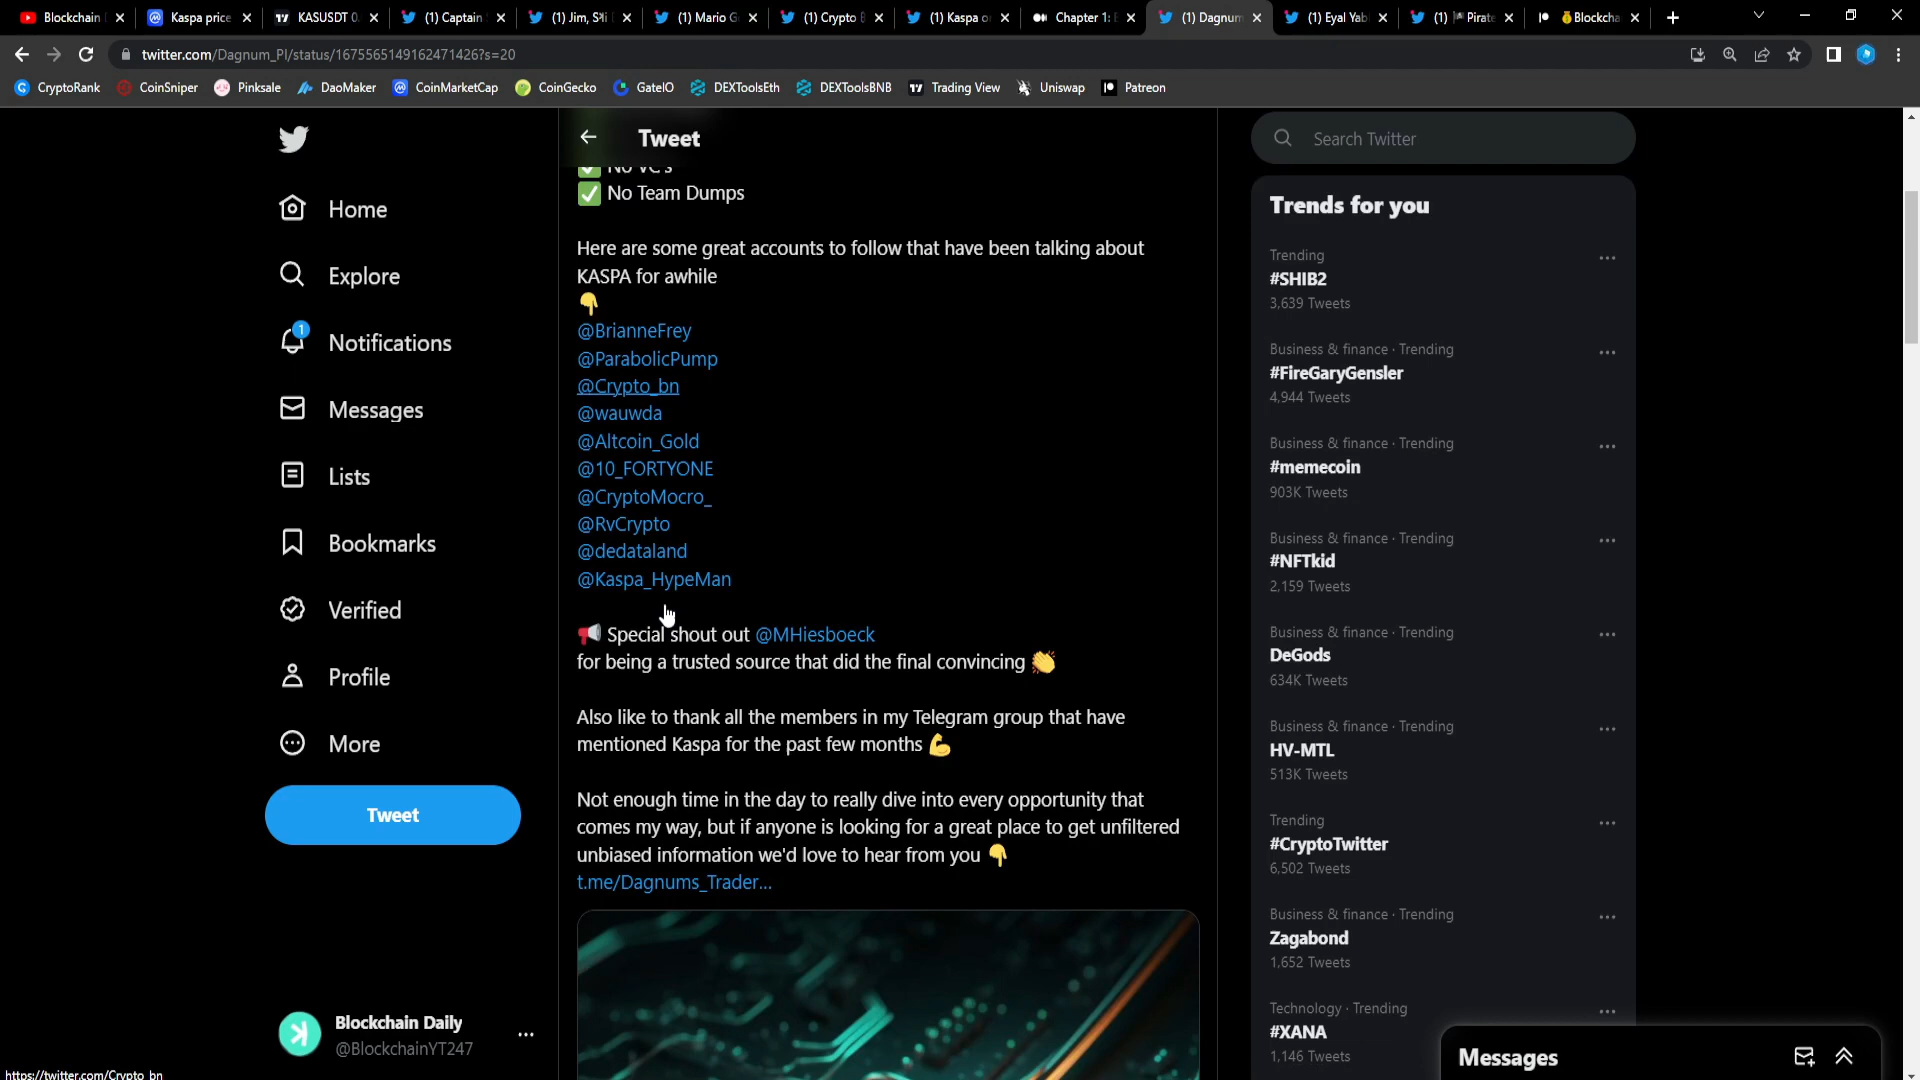 Blockchain
Kaspa price
KASUSDT 0.
(1) Captain
(1) Jim, S
(1) Mario
(1) Crypto
(1) Kaspa on
Chapter 1:
(1) Dagnum
(1) Eyal Yab
(1) Pirate
Blockcha
twitter.com/Dagnum_PI/status/1675565149162471426?s=20
CryptoRank
CoinSniper
Pinksale
DaoMaker
CoinMarketCap
CoinGecko
GateIO
DEXToolsEth
DEXToolsBNB
Trading View
Uniswap
Patreon
Home
Explore
1
Notifications
Messages
Lists
Bookmarks
Verified
Profile
More
Tweet
Blockchain Daily
@BlockchainYT247
https://twitter.com/Crypto_bn
Tweet
No VC's
No Team Dumps
Here are some great accounts to follow that have been talking about
KASPA for awhile
@BrianneFrey
@ParabolicPump
@Crypto_bn
@wauwda
@Altcoin_Gold
@10_FORTYONE
@CryptoMocro_
@RvCrypto
@dedataland
@Kaspa_HypeMan
Special shout out @MHiesboeck
for being a trusted source that did the final convincing
Also like to thank all the members in my Telegram group that have
mentioned Kaspa for the past few months
Not enough time in the day to really dive into every opportunity that
comes my way, but if anyone is looking for a great place to get unfiltered
unbiased information we'd love to hear from you
t.me/Dagnums_Trader...
Search Twitter
Trends for you
Trending
#SHIB2
3,639 Tweets
Business & finance · Trending
#FireGaryGensler
4,944 Tweets
Business & finance · Trending
#memecoin
903K Tweets
Business & finance · Trending
#NFTkid
2,159 Tweets
Business & finance · Trending
DeGods
634K Tweets
Business & finance · Trending
HV-MTL
513K Tweets
Trending
#CryptoTwitter
6,502 Tweets
Business & finance · Trending
Zagabond
1,652 Tweets
Technology · Trending
#XANA
1,146 Tweets
Messages